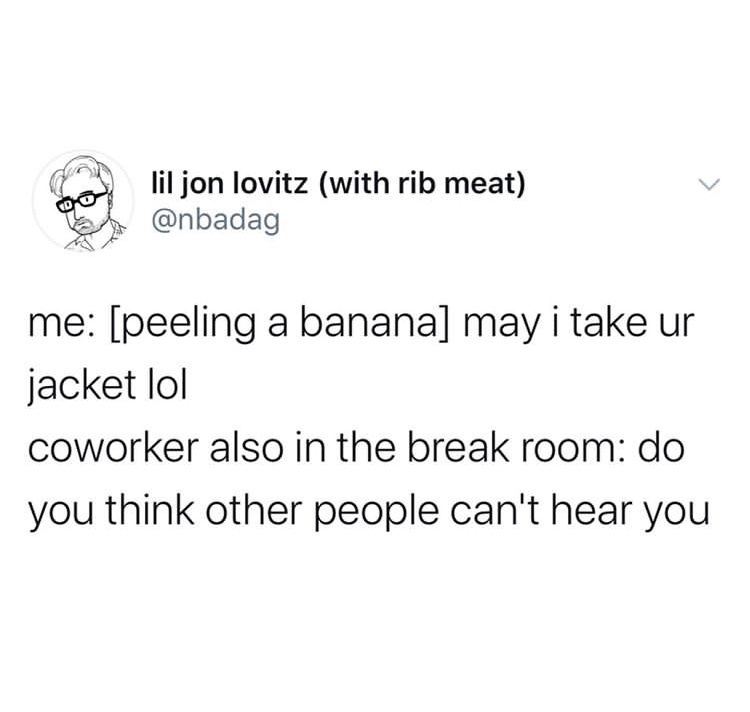 lil jon lovitz (with rib meat)
@nbadag
me: [peeling a banana] may i take ur
jacket lol
coworker also in the break room: do
you think other people can't hear you